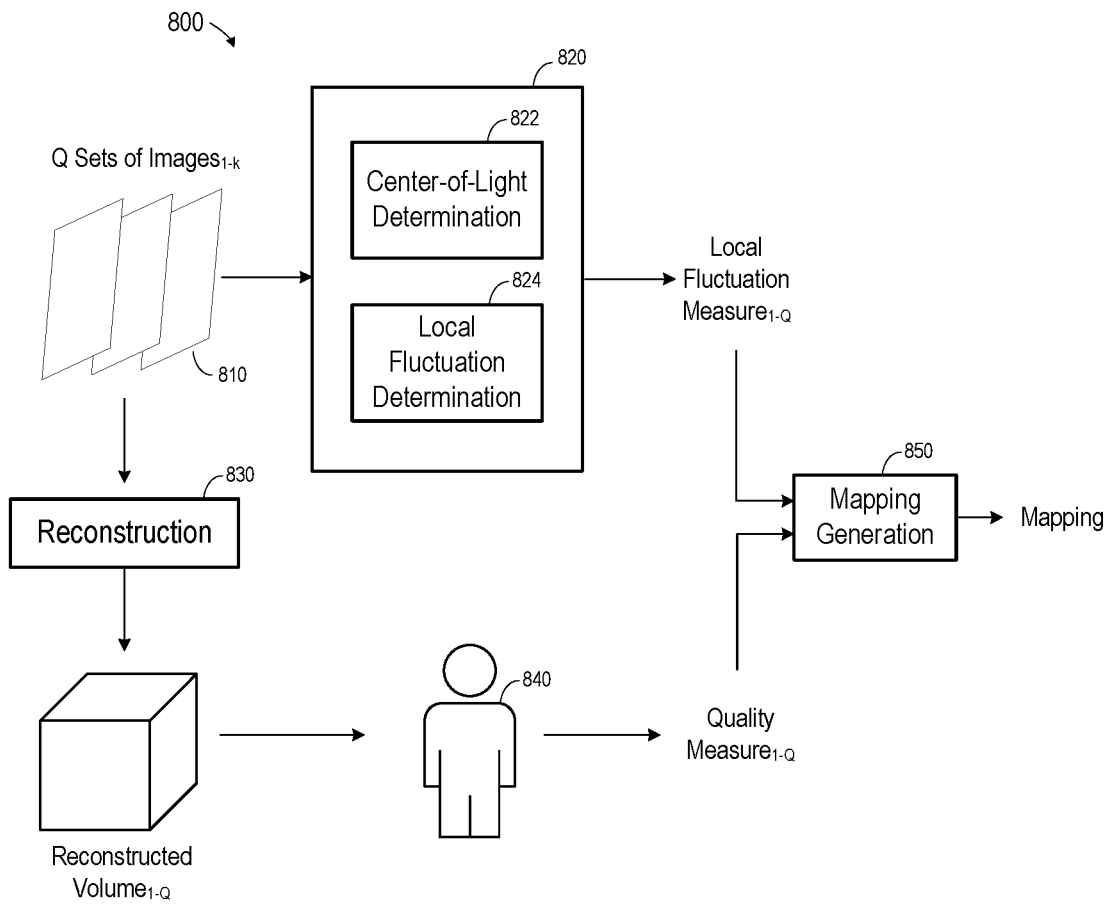 800
820
822
Q Sets of Images1-k
Center-of-Light
Determination
Local
Fluctuation
Measure1-Q
824
Local
Fluctuation
Determination
810
830
Reconstruction
850
Mapping
Generation
Mapping
840
Quality
Measure1-Q
Reconstructed
Volume1-Q